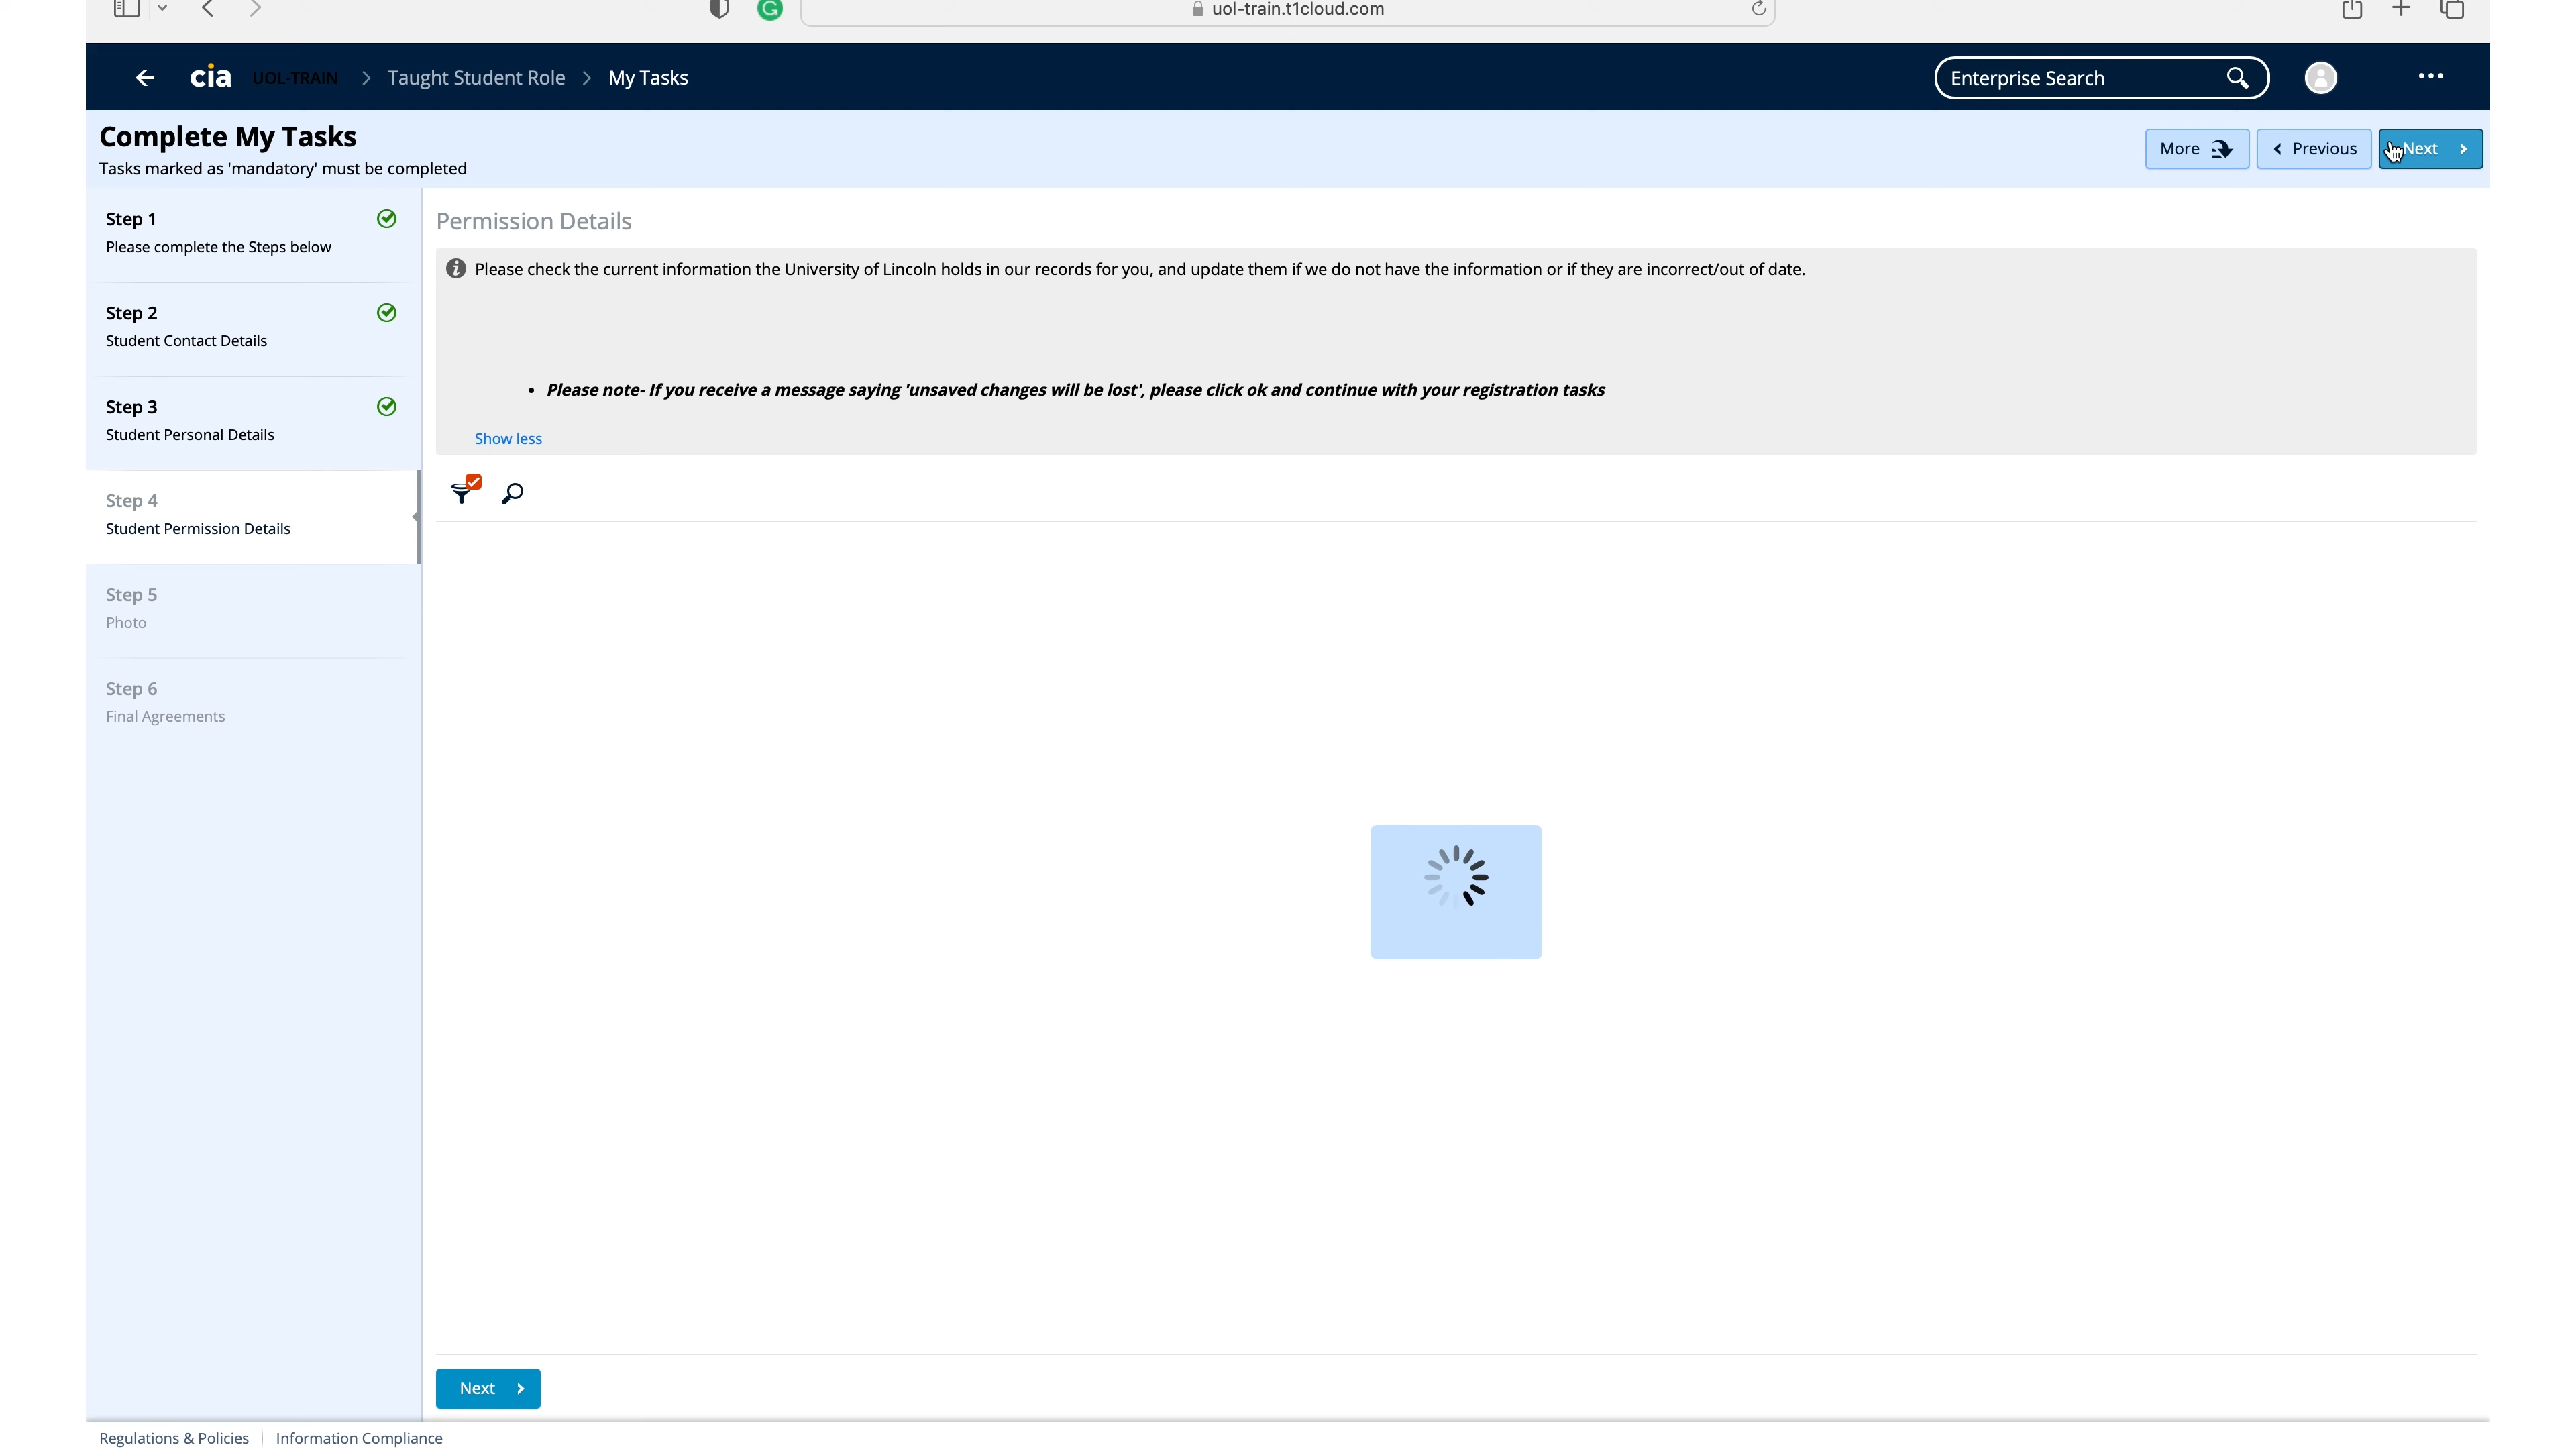 uol-train.t1cloud.com
cia UOL-TRAIN > Taught Student Role > My Tasks
Enterprise Search
Complete My Tasks
Tasks marked as 'mandatory' must be completed
More
Previous
Next
Step 1
Please complete the Steps below
Step 2
Student Contact Details
Step 3
Student Personal Details
Step 4
Student Permission Details
Step 5
Photo
Step 6
Final Agreements
Permission Details
Please check the current information the University of Lincoln holds in our records for you, and update them if we do not have the information or if they are incorrect/out of date.
• Please note- If you receive a message saying 'unsaved changes will be lost', please click ok and continue with your registration tasks
Show less
Next
Regulations & Policies
Information Compliance